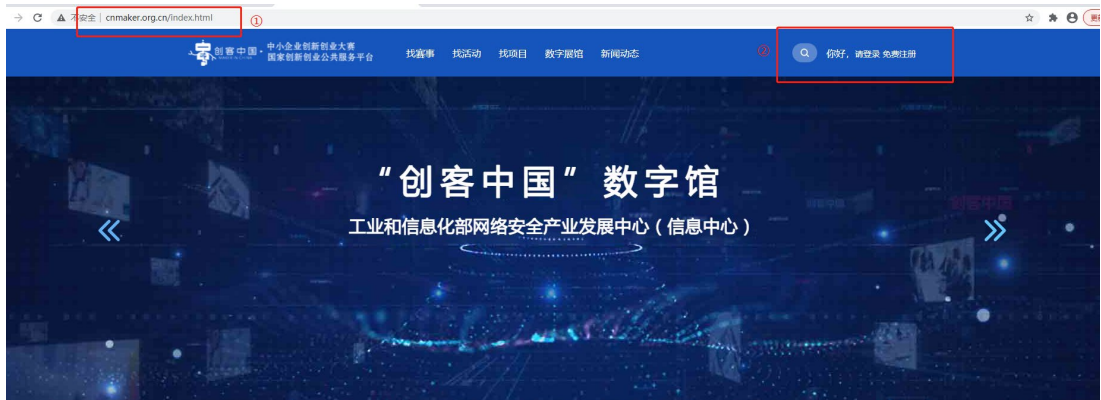 不安全 | cnmaker.org.cn/index.html
①
创客中国
中小企业创新创业大赛
国家创新创业公共服务平台
找赛事 找活动 找项目 数字展馆 新闻动态
②
你好，请登录 免费注册
“创客中国”数字馆
工业和信息化部网络安全产业发展中心（信息中心）
创客中国